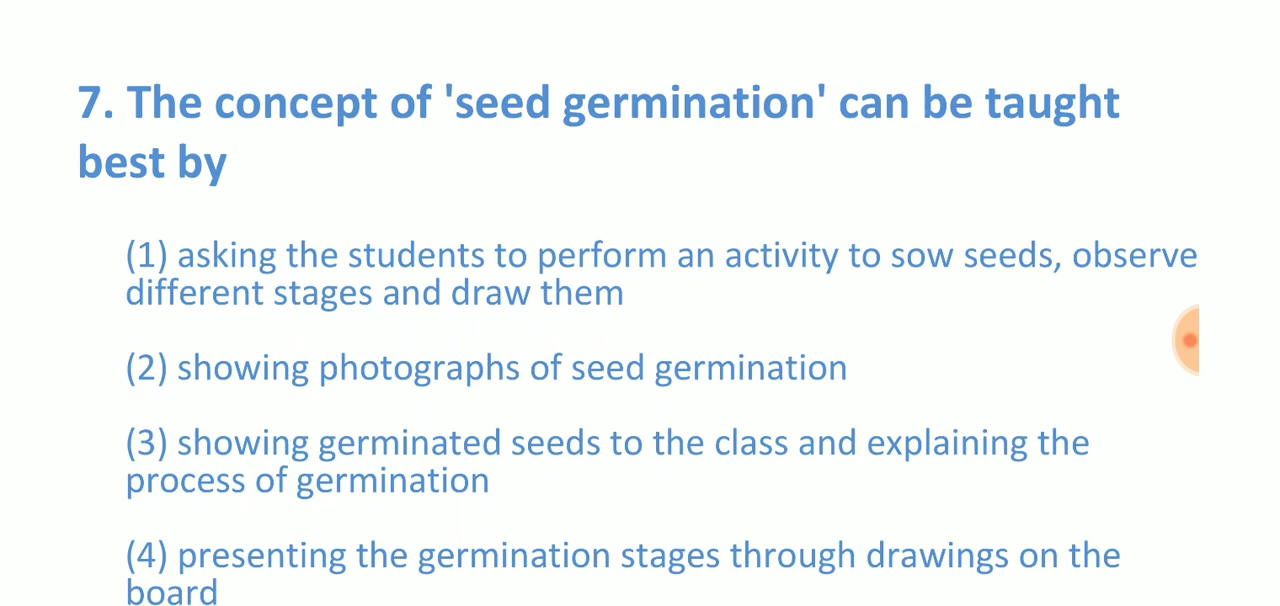 7. The concept of 'seed germination' can be taught
best by
(1) asking the students to perform an activity to sow seeds, observe
different stages and draw them
(2) showing photographs of seed germination
(3) showing germinated seeds to the class and explaining the
process of germination
(4) presenting the germination stages through drawings on the
board